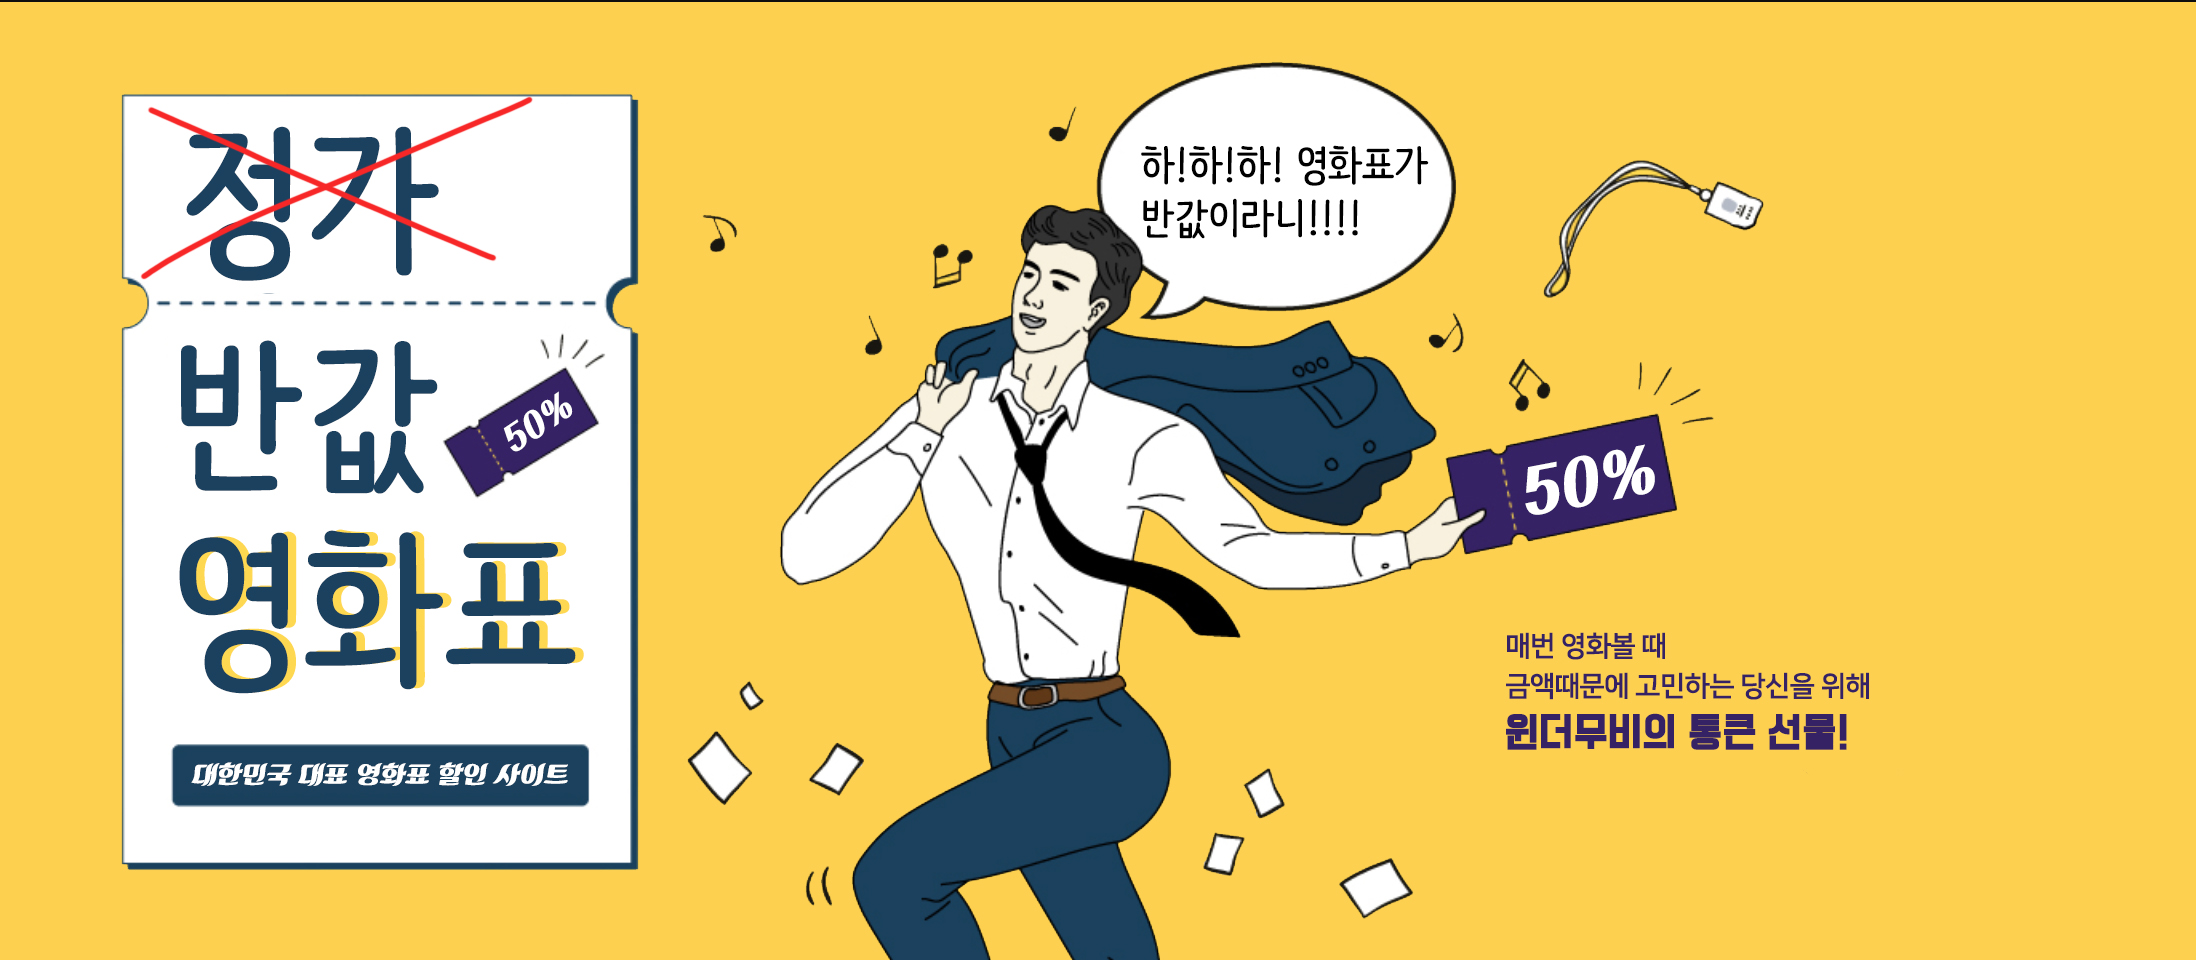 정가
반값
50%
영화표
대한민국 대표 영화표 할인 사이트
하!하!하! 영화표가
반값이라니!!!!
50%
매번 영화볼 때
금액때문에 고민하는 당신을 위해
윈더무비의 통큰 선물!